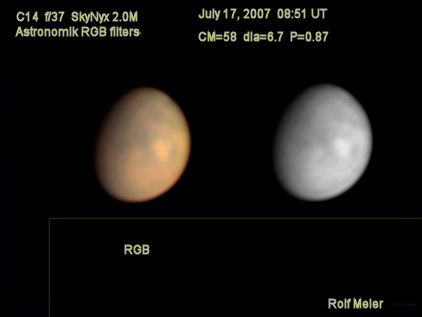 C14 f/37 SkyNyx 2.0M
Astronomik RGB filters
July 17, 2007 08:51 UT
CM=58 dia=6.7 P=0.87
RGB
Rolf Meier